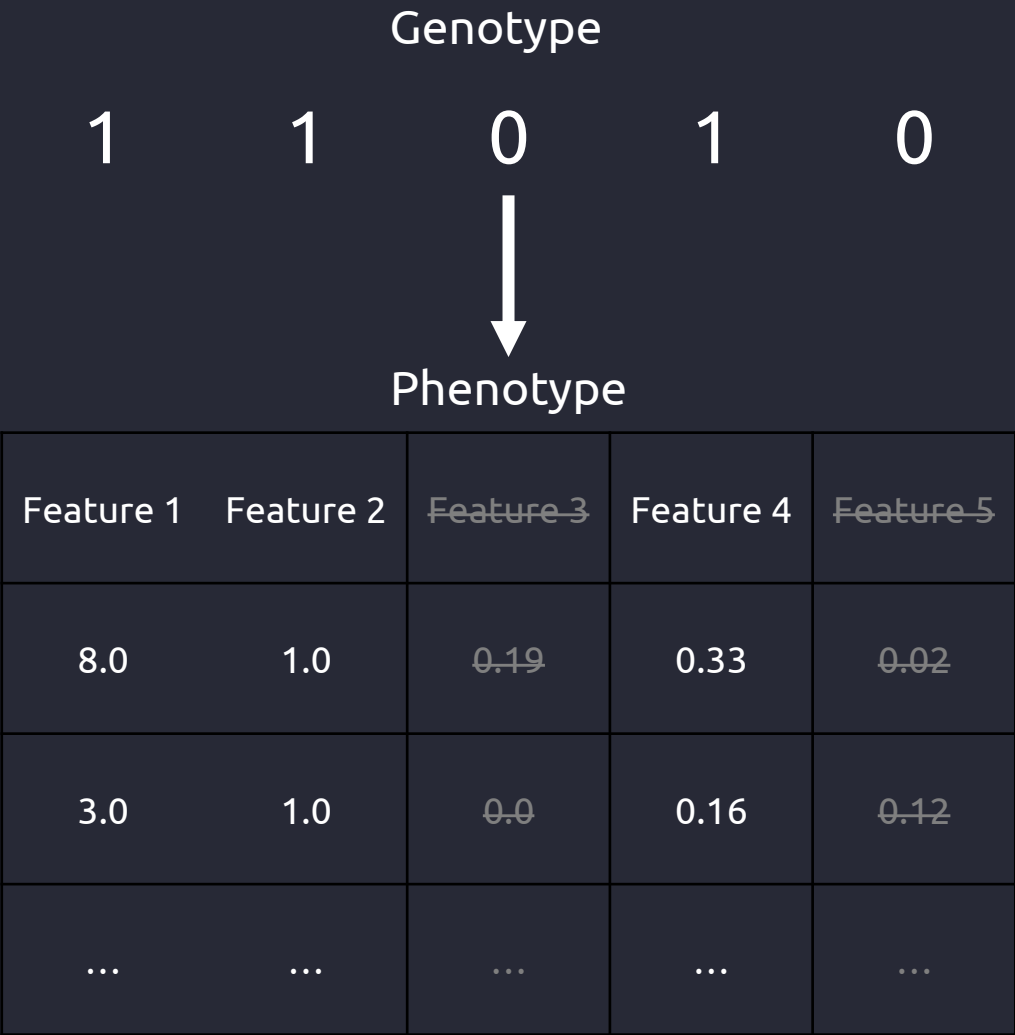 Genotype
1 1 0 1 0
Phenotype
Feature 1 Feature 2 Feature 3 Feature 4 Feature 5
8.0 1.0 0.19 0.33 0.02
3.0 1.0 0.0 0.16 0.12
... ... ... ... ...